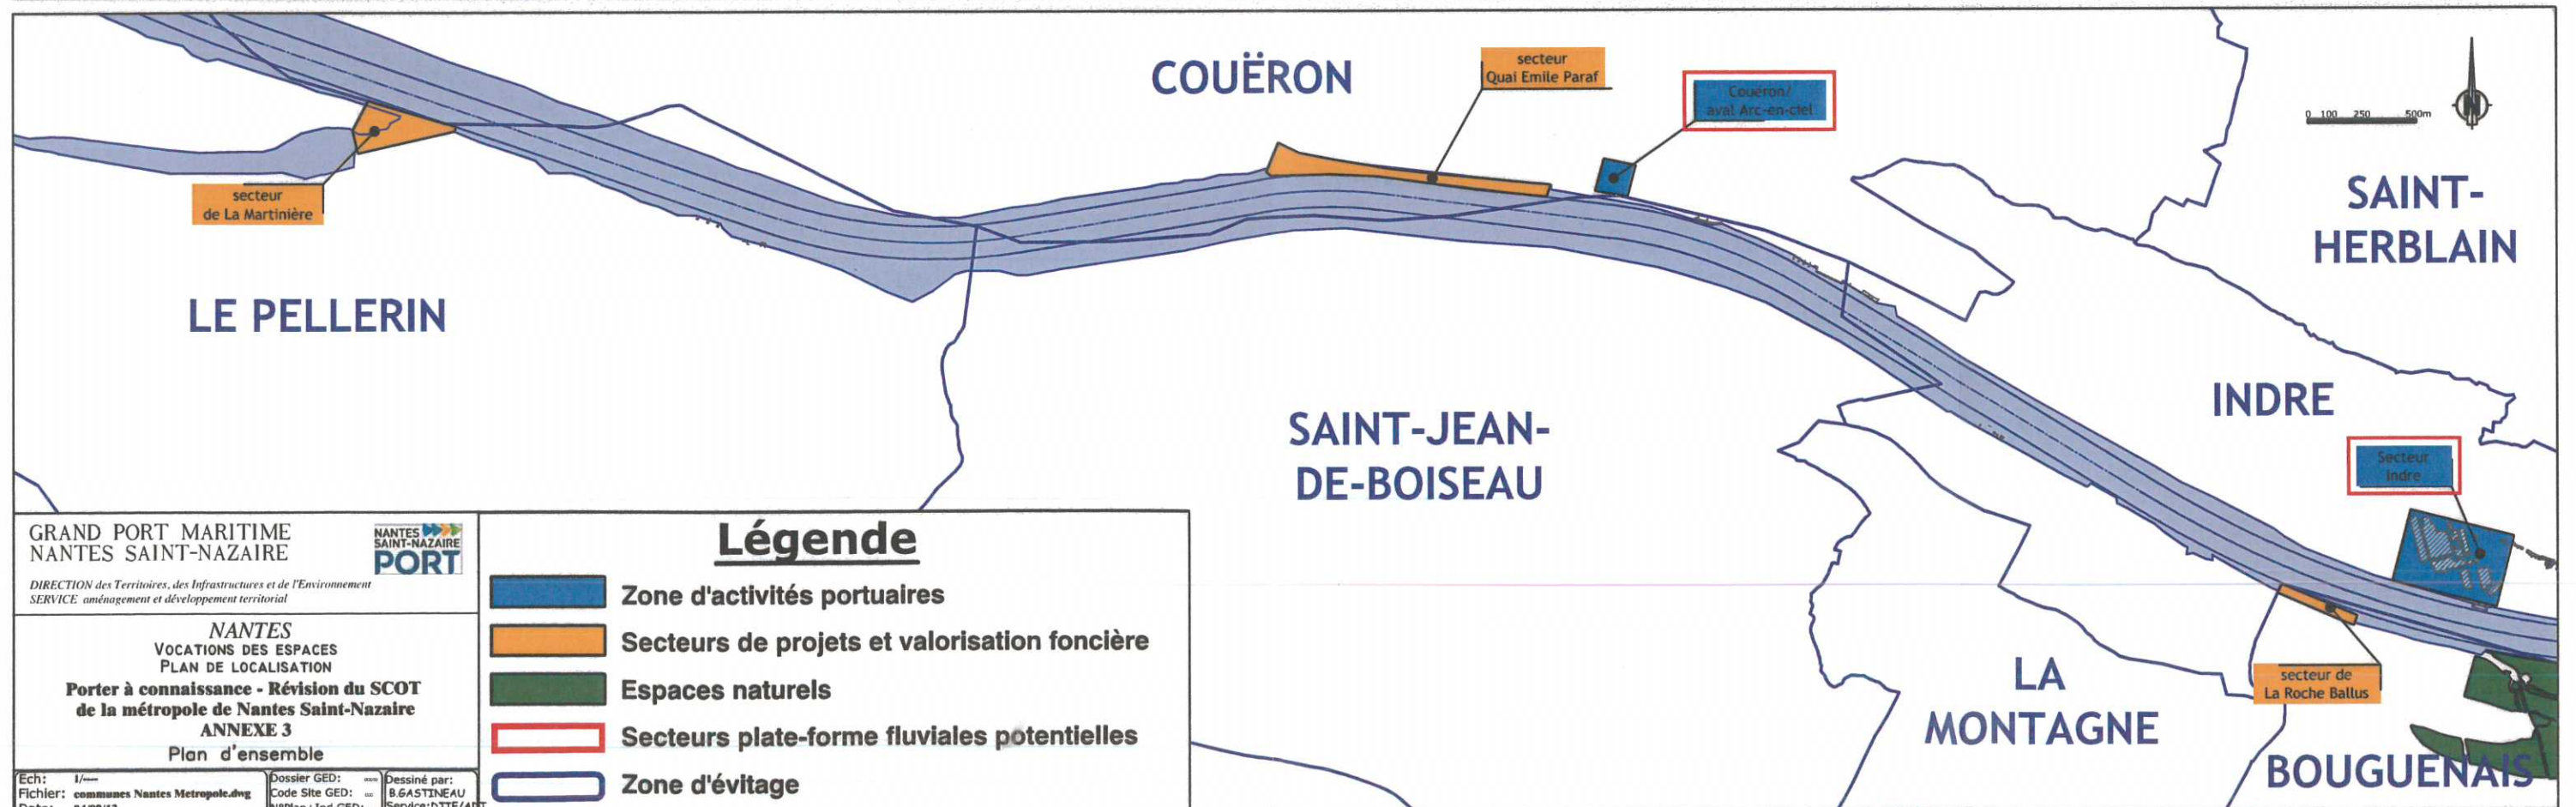 COUËRON
secteur
Quai Emile Paraf
Couëron/
aval Arc-en-ciel
0 100 250 500m
N
SAINT-
HERBLAIN
secteur
de La Martinière
LE PELLERIN
SAINT-JEAN-
DE-BOISEAU
INDRE
Secteur
Indre
LA
MONTAGNE
secteur de
La Roche Ballus
BOUGUENAIS
GRAND PORT MARITIME
NANTES SAINT-NAZAIRE
NANTES
SAINT-NAZAIRE
PORT
DIRECTION des Territoires, des Infrastructures et de l'Environnement
SERVICE aménagement et développement territorial
NANTES
VOCATIONS DES ESPACES
PLAN DE LOCALISATION
Porter à connaissance - Révision du SCOT
de la métropole de Nantes Saint-Nazaire
ANNEXE 3
Plan d'ensemble
Ech: 1/----
Fichier: communes Nantes Metropole.dwg
Dossier GED: ---
Code Site GED: --
Dessiné par:
B.GASTINEAU
Légende
Zone d'activités portuaires
Secteurs de projets et valorisation foncière
Espaces naturels
Secteurs plate-forme fluviales potentielles
Zone d'évitage